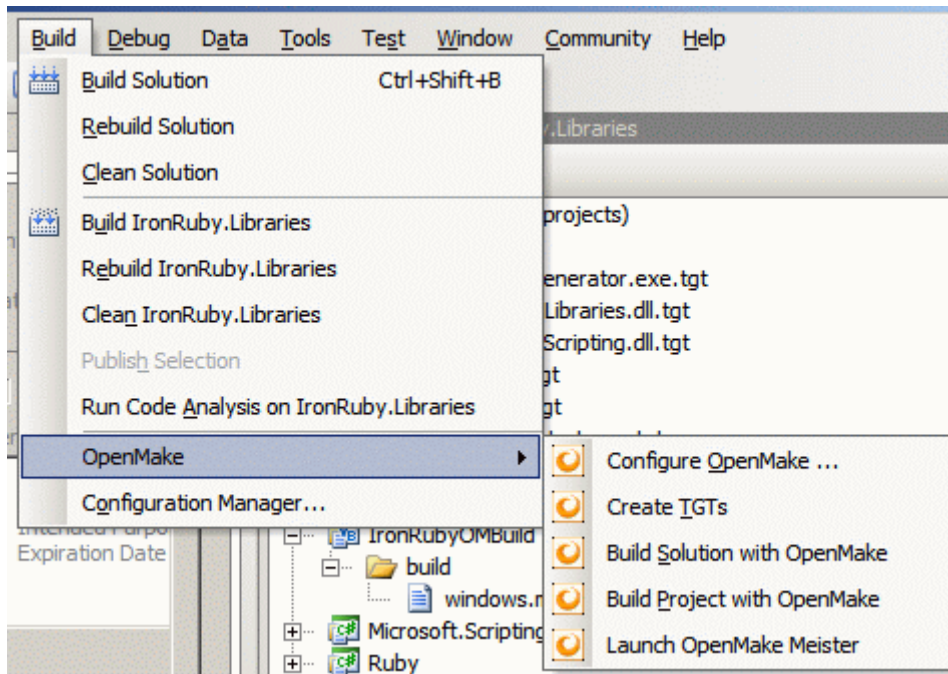 Build Debug Data Tools Test Window Community Help
Build Solution Ctrl+Shift+B
Rebuild Solution
.Libraries
Clean Solution
Build IronRuby.Libraries
projects)
Rebuild IronRuby.Libraries
enerator.exe.tgt
Clean IronRuby.Libraries
Libraries.dll.tgt
Publish Selection
Scripting.dll.tgt
gt
Run Code Analysis on IronRuby.Libraries
gt
OpenMake
Configure OpenMake ...
Configuration Manager...
Create TGTs
Expiration Date
IronRubyOMBuild
Build Solution with OpenMake
build
windows.
Build Project with OpenMake
Microsoft.Scripting
Launch OpenMake Meister
Ruby